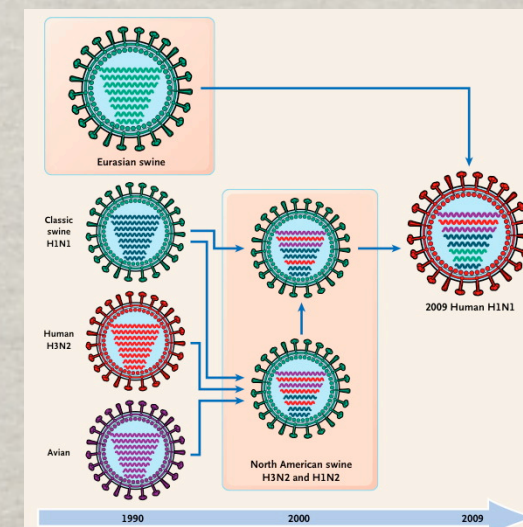 Eurasian swine
Classic
swine
H1N1
Human
H3N2
Avian
North American swine
H3N2 and H1N2
2009 Human H1N1
1990
2000
2009